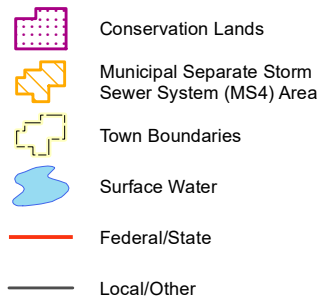 Conservation Lands
Municipal Separate Storm
Sewer System (MS4) Area
Town Boundaries
Surface Water
Federal/State
Local/Other